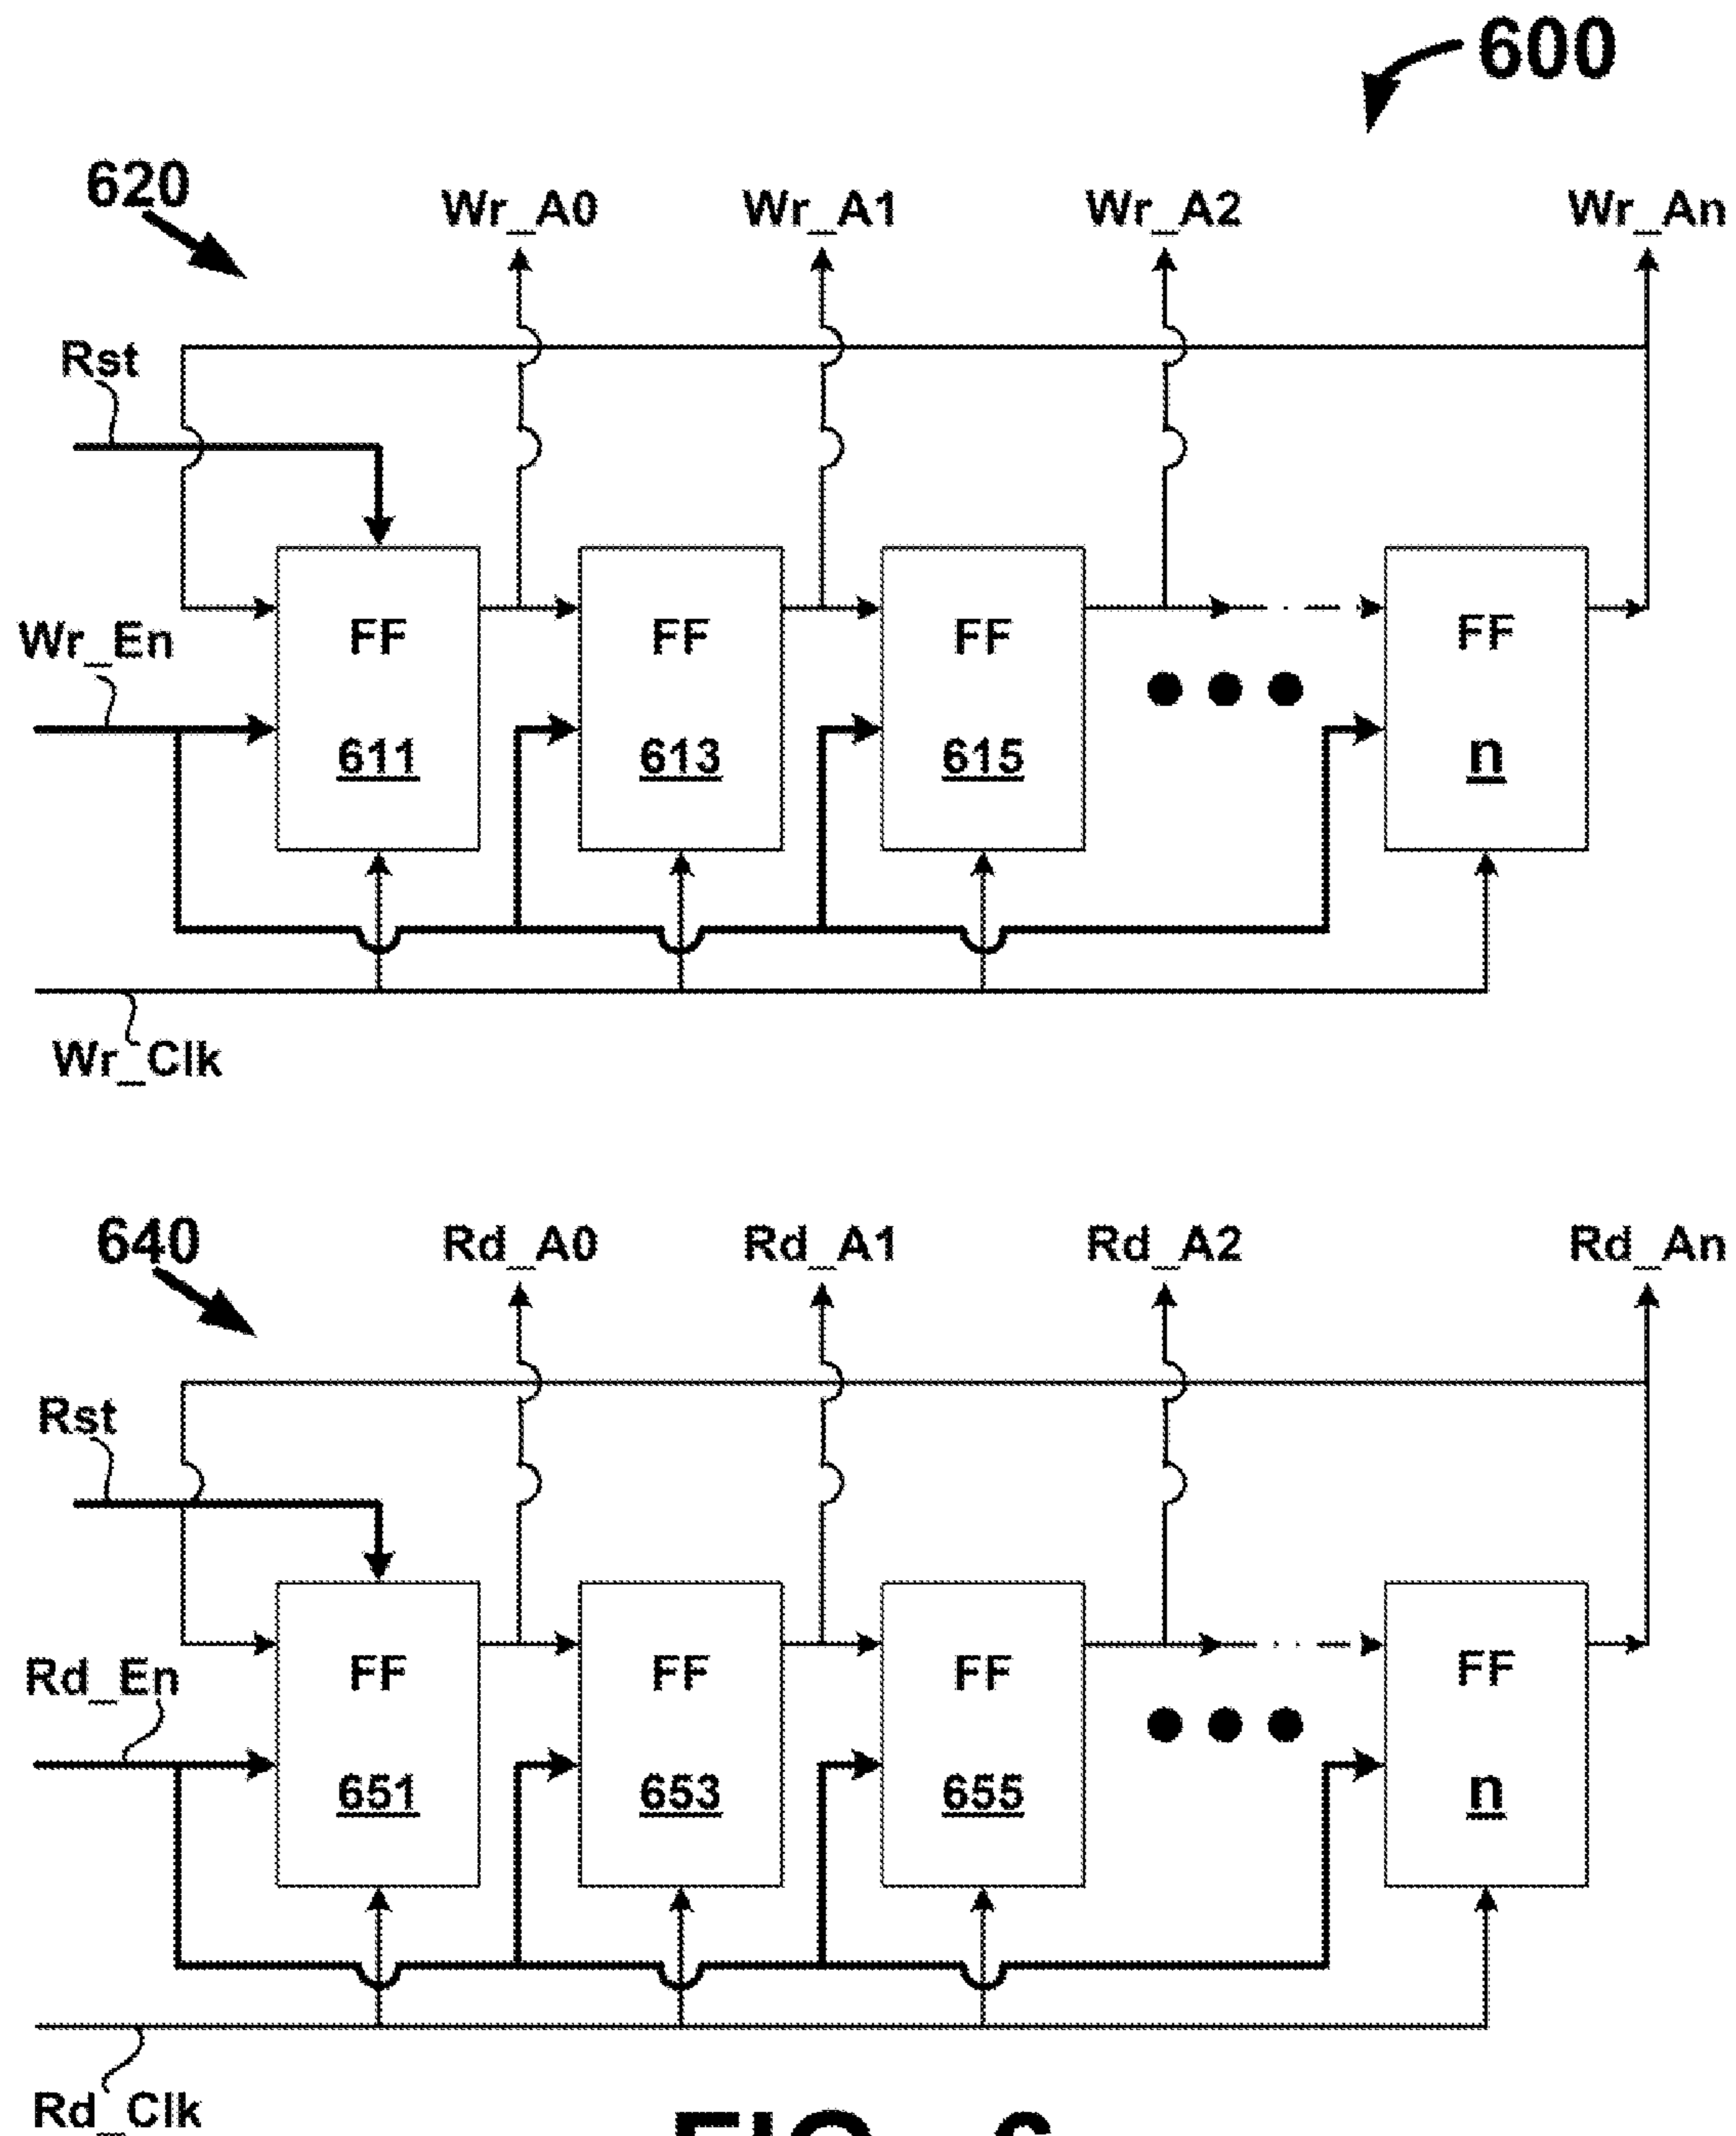 600
620
Wr_A0 Wr_A1 Wr_A2 Wr_An
Rst
Wr_En
FF FF FF FF
611 613 615 n
Wr_Clk
640
Rd_A0 Rd_A1 Rd_A2 Rd_An
Rst
Rd_En
FF FF FF FF
651 653 655 n
Rd_Clk